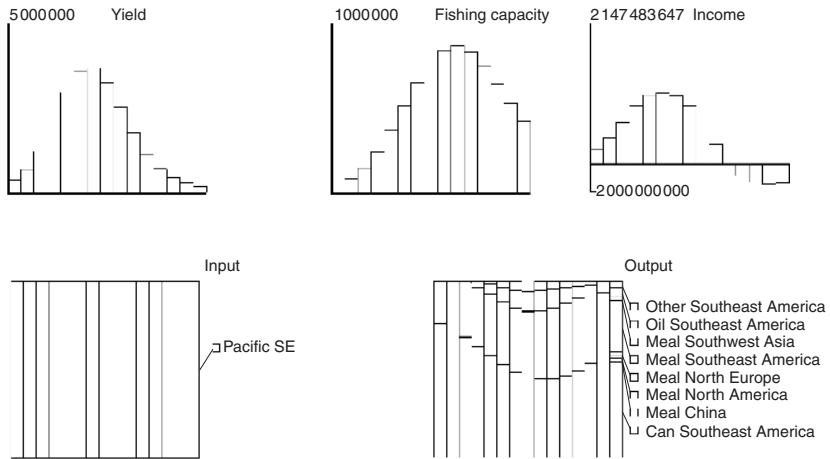 5000000 Yield
1000000 Fishing capacity
2147483647 Income
-2000000000
Input
Pacific SE
Output
Other Southeast America
Oil Southeast America
Meal Southwest Asia
Meal Southeast America
Meal North Europe
Meal North America
Meal China
Can Southeast America